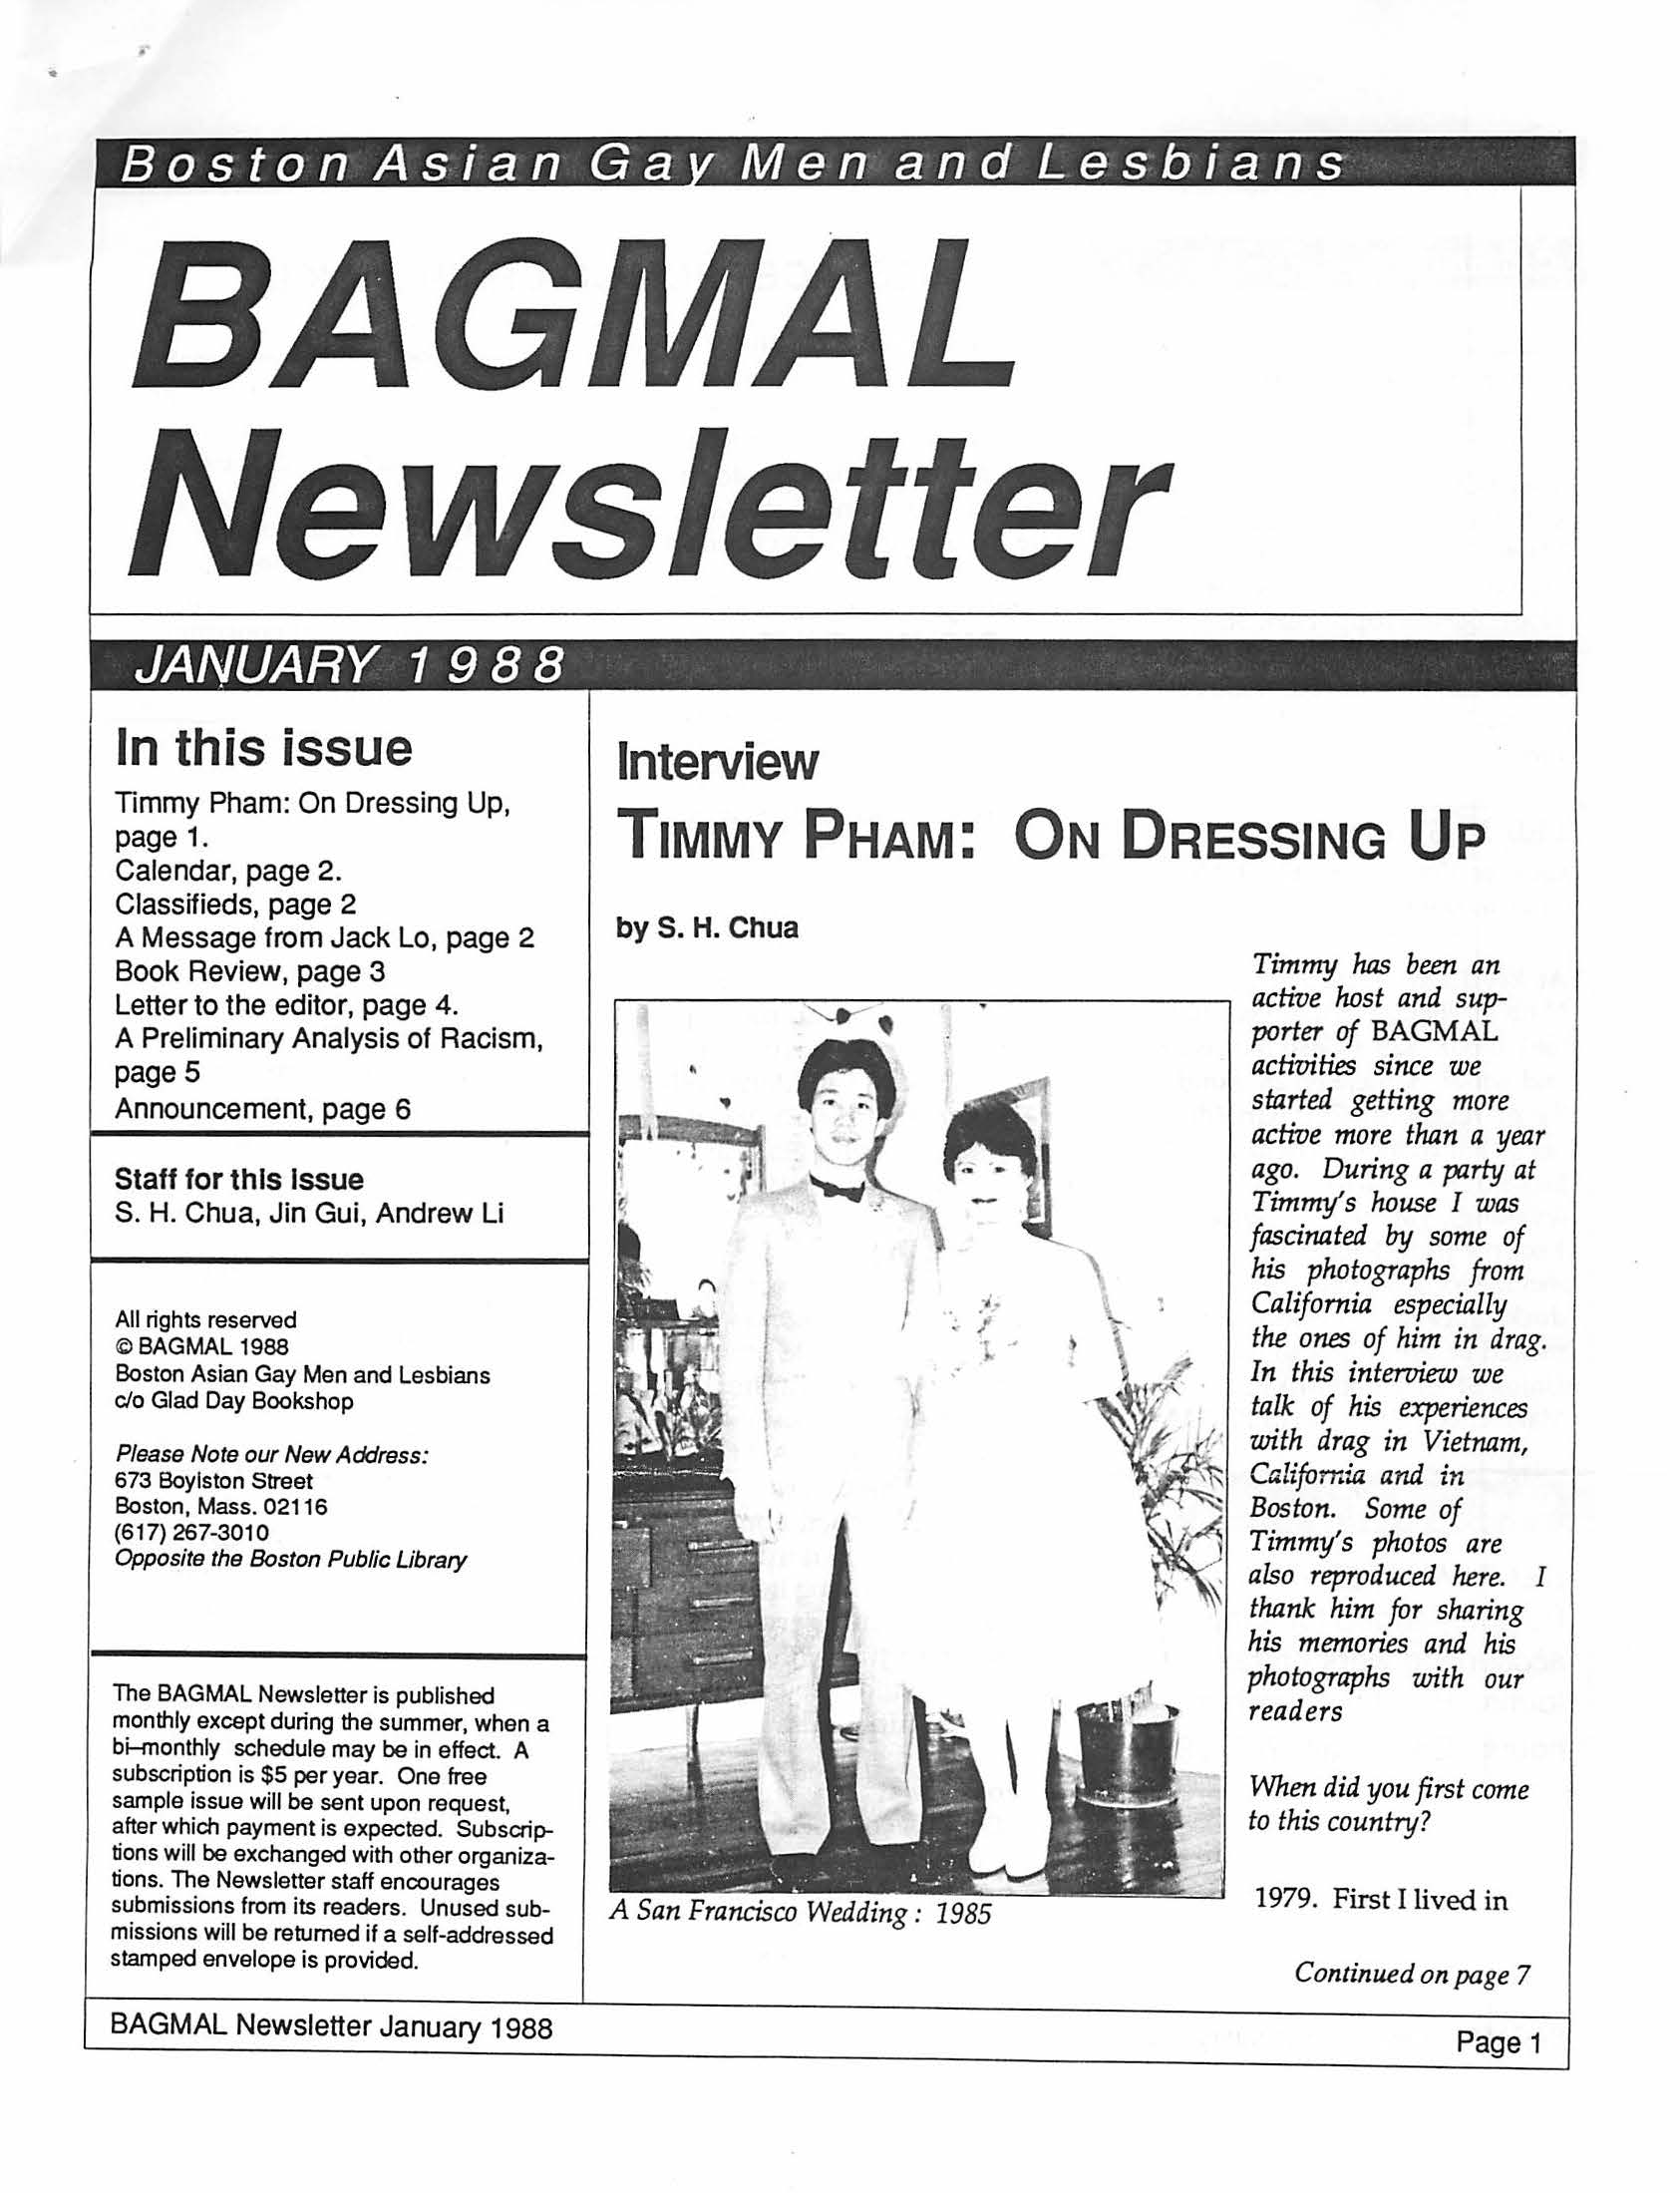 Boston Asian Gay Men and Lesbians
BAGMAL
Newsletter
JANUARY 1988
In this issue
Timmy Pham: On Dressing Up,
page 1.
Calendar, page 2.
Classifieds, page 2
A Message from Jack Lo, page 2
Book Review, page 3
Letter to the editor, page 4.
A Preliminary Analysis of Racism,
page 5
Announcement, page 6
Staff for this issue
S. H. Chua, Jin Gui, Andrew Li
All rights reserved
© BAGMAL 1988
Boston Asian Gay Men and Lesbians
c/o Glad Day Bookshop
Please Note our New Address:
673 Boylston Street
Boston, Mass. 02116
(617) 267-3010
Opposite the Boston Public Library
The BAGMAL Newsletter is published
monthly except during the summer, when a
bi-monthly schedule may be in effect. A
subscription is $5 per year. One free
sample issue will be sent upon request,
after which payment is expected. Subscrip-
tions will be exchanged with other organiza-
tions. The Newsletter staff encourages
submissions from its readers. Unused sub-
missions will be returned if a self-addressed
stamped envelope is provided.
Interview
TIMMY PHAM: ON DRESSING UP
by S. H. Chua
A San Francisco Wedding : 1985
Timmy has been an
active host and sup-
porter of BAGMAL
activities since we
started getting more
active more than a year
ago. During a party at
Timmy's house I was
fascinated by some of
his photographs from
California especially
the ones of him in drag.
In this interview we
talk of his experiences
with drag in Vietnam,
California and in
Boston. Some of
Timmy's photos are
also reproduced here. I
thank him for sharing
his memories and his
photographs with our
readers
When did you first come
to this country?
1979. First I lived in
Continued on page 7
BAGMAL Newsletter January 1988
Page 1